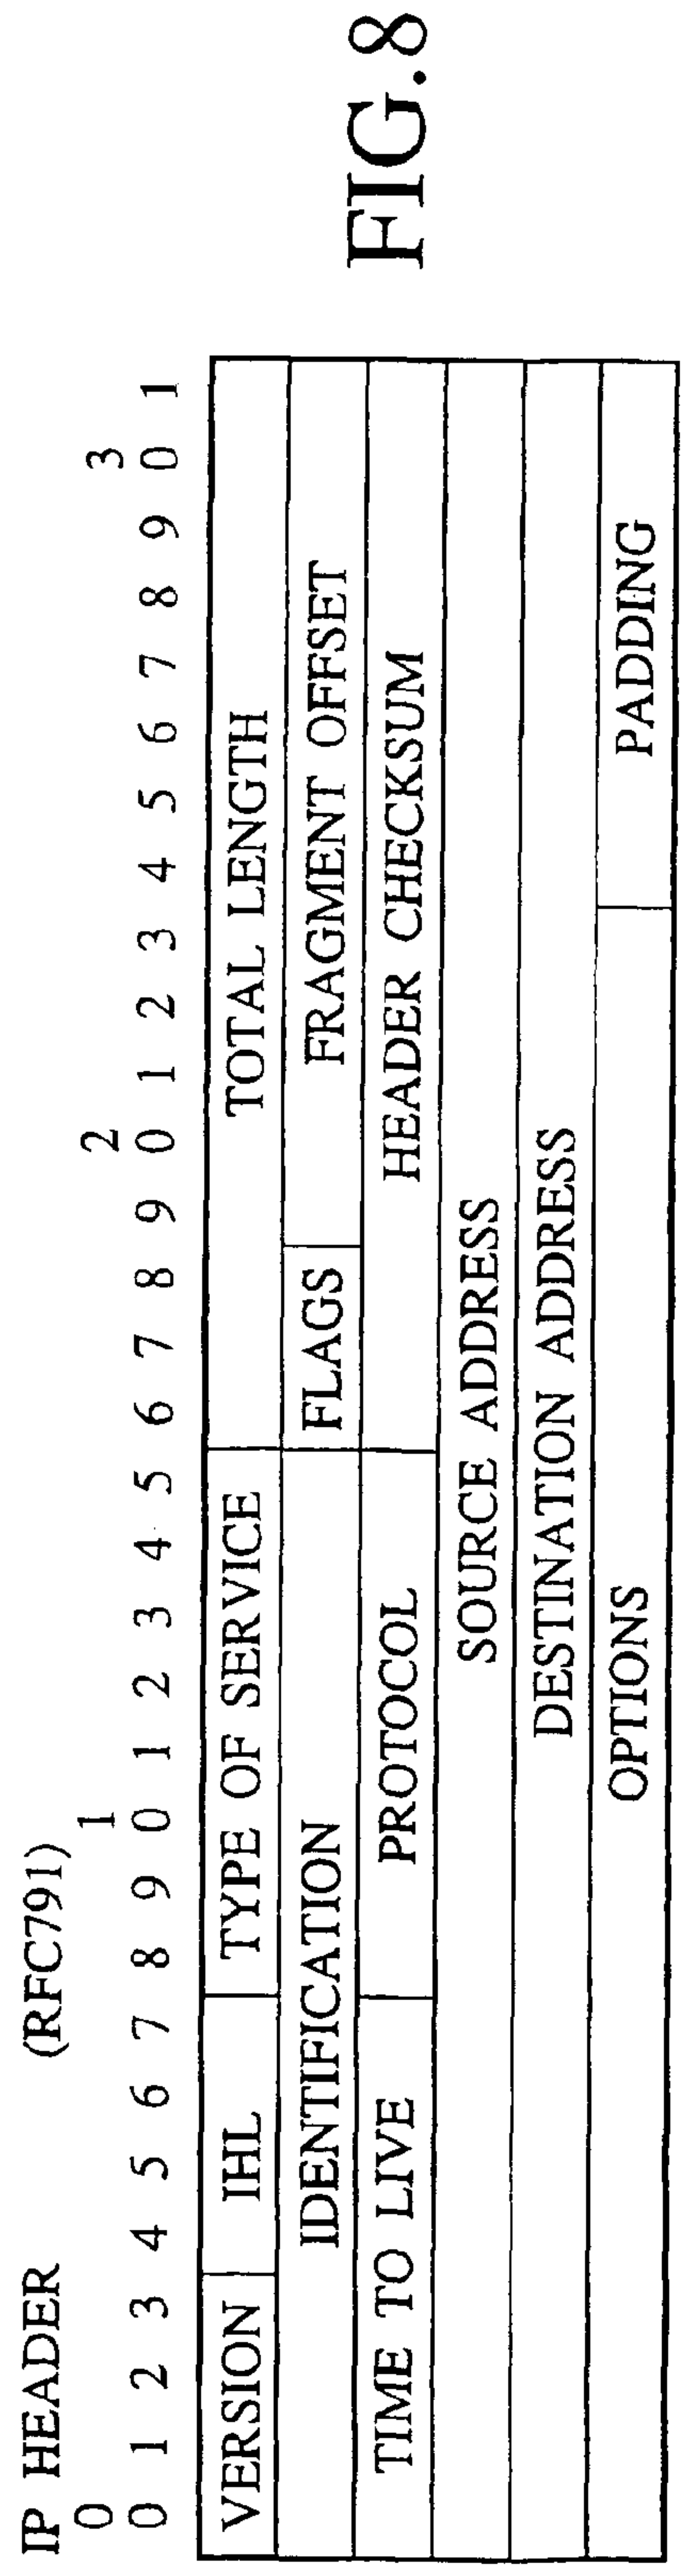 IP HEADER (RFC791)
0 1 2 3
0 1 2 3 4 5 6 7 8 9 0 1 2 3 4 5 6 7 8 9 0 1 2 3 4 5 6 7 8 9 0 1
VERSION IHL TYPE OF SERVICE TOTAL LENGTH
IDENTIFICATION FLAGS FRAGMENT OFFSET
TIME TO LIVE PROTOCOL HEADER CHECKSUM
SOURCE ADDRESS
DESTINATION ADDRESS
OPTIONS PADDING
FIG.8